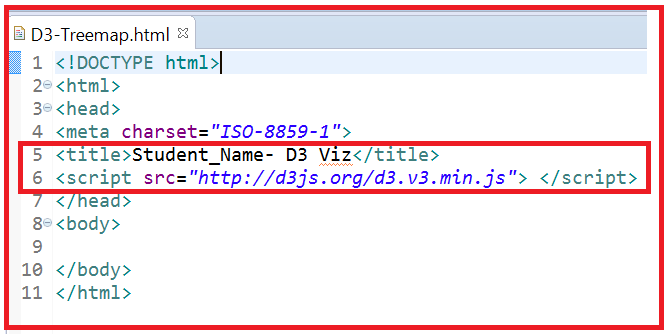 D3-Treemap.html
1 <!DOCTYPE html>
2 <html>
3 <head>
4 <meta charset="ISO-8859-1">
5 <title>Student_Name- D3 Viz</title>
6 <script src="http://d3js.org/d3.v3.min.js"> </script>
7 </head>
8 <body>
9
10 </body>
11 </html>